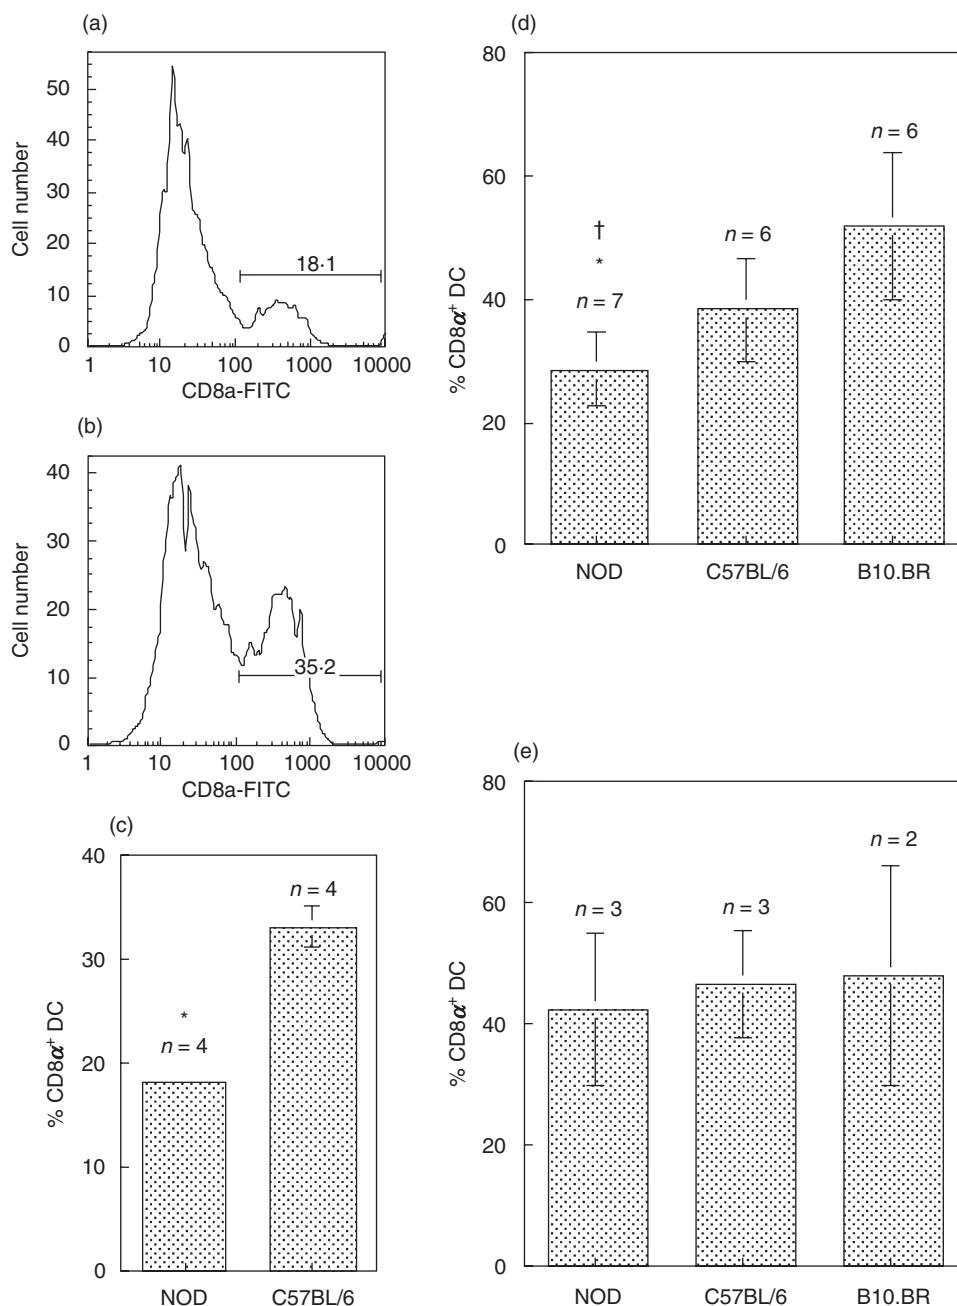 (a)
50
40
30
20
10
0
Cell number
18·1
1 10 100 1000 10000
CD8a-FITC
(b)
40
30
20
10
0
Cell number
35·2
1 10 100 1000 10000
CD8a-FITC
(c)
40
30
20
10
0
% CD8α+ DC
*
n = 4
n = 4
NOD C57BL/6
(d)
80
60
40
20
0
% CD8α+ DC
†
*
n = 7
n = 6
n = 6
NOD C57BL/6 B10.BR
(e)
80
60
40
20
0
% CD8α+ DC
n = 3
n = 3
n = 2
NOD C57BL/6 B10.BR